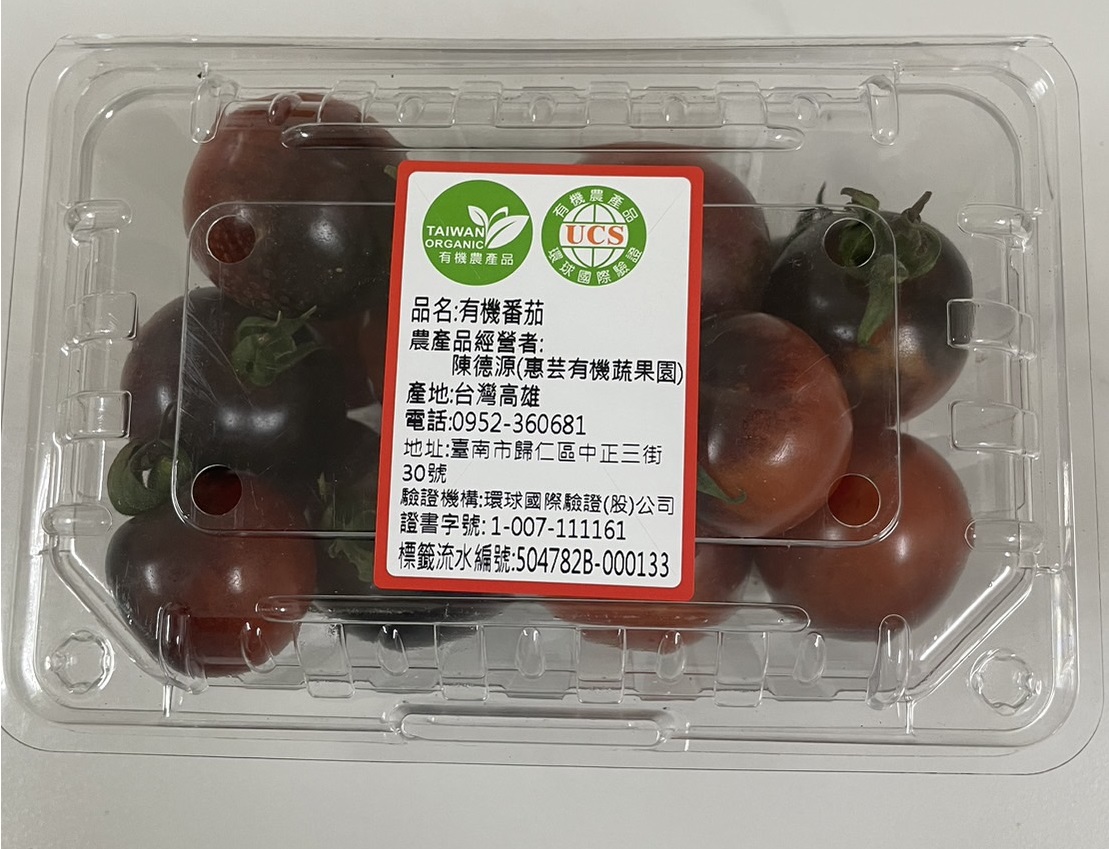 TAIWAN
ORGANIC
有機農產品
有機農產品
UCS
環球國際驗證
品名:有機番茄
農產品經營者:
陳德源(惠芸有機蔬果園)
產地:台灣高雄
電話:0952-360681
地址:臺南市歸仁區中正三街
30號
驗證機構:環球國際驗證(股)公司
證書字號:1-007-111161
標籤流水編號:504782B-000133